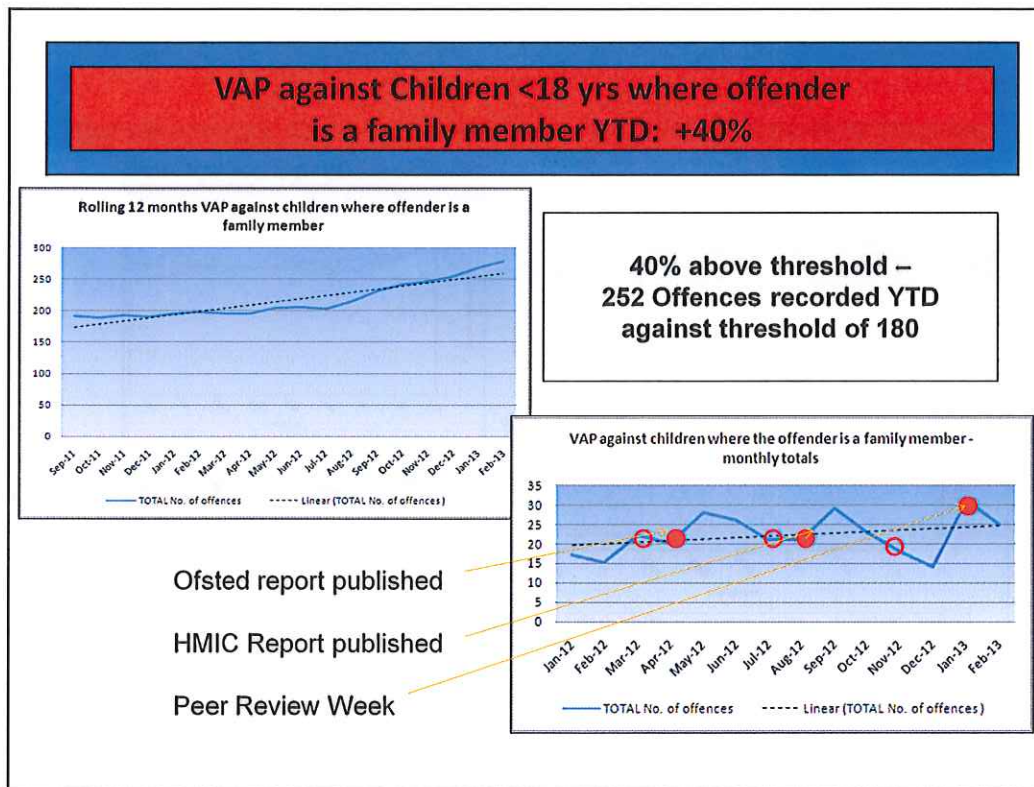 VAP against Children <18 yrs where offender
is a family member YTD: +40%
Rolling 12 months VAP against children where offender is a
family member
300
250
200
150
100
50
0
Sep-11
Oct-11
Nov-11
Dec-11
Jan-12
Feb-12
Mar-12
Apr-12
May-12
Jun-12
Jul-12
Aug-12
Sep-12
Oct-12
Nov-12
Dec-12
Jan-13
Feb-13
TOTAL No. of offences
Linear (TOTAL No. of offences)
40% above threshold –
252 Offences recorded YTD
against threshold of 180
VAP against children where the offender is a family member -
monthly totals
35
30
25
20
15
10
5
0
Jan-12
Feb-12
Mar-12
Apr-12
May-12
Jun-12
Jul-12
Aug-12
Sep-12
Oct-12
Nov-12
Dec-12
Jan-13
Feb-13
TOTAL No. of offences
Linear (TOTAL No. of offences)
Ofsted report published
HMIC Report published
Peer Review Week